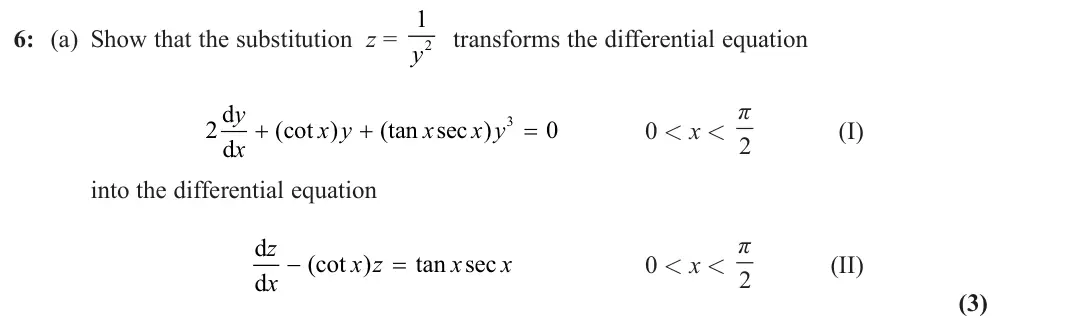 6: (a) Show that the substitution z = 1/y² transforms the differential equation
2 dy/dx + (cot x)y + (tan x sec x)y³ = 0 0 < x < π/2 (I)
into the differential equation
dz/dx − (cot x)z = tan x sec x 0 < x < π/2 (II)
(3)